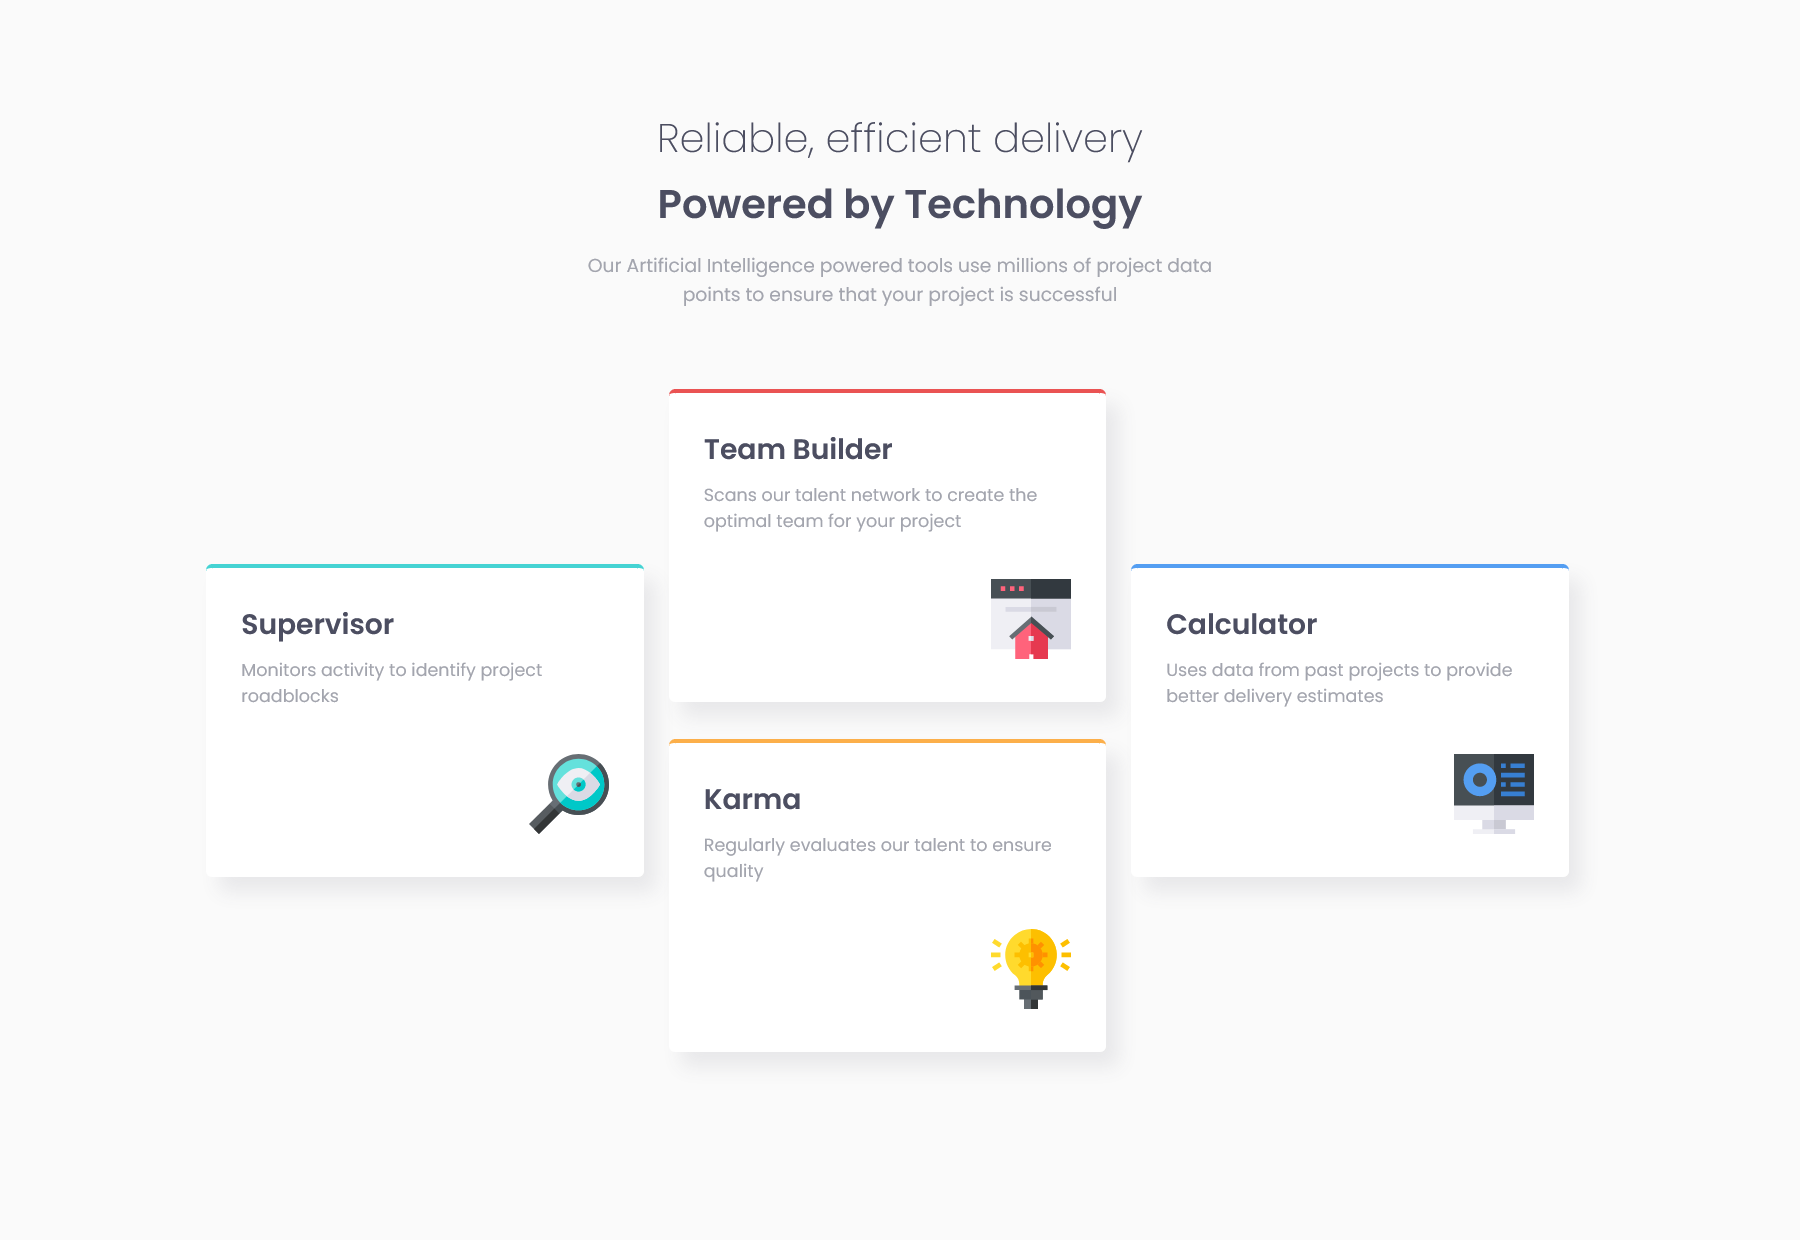 Reliable, efficient delivery
Powered by Technology
Our Artificial Intelligence powered tools use millions of project data
points to ensure that your project is successful
Supervisor
Monitors activity to identify project
roadblocks
Team Builder
Scans our talent network to create the
optimal team for your project
Karma
Regularly evaluates our talent to ensure
quality
Calculator
Uses data from past projects to provide
better delivery estimates